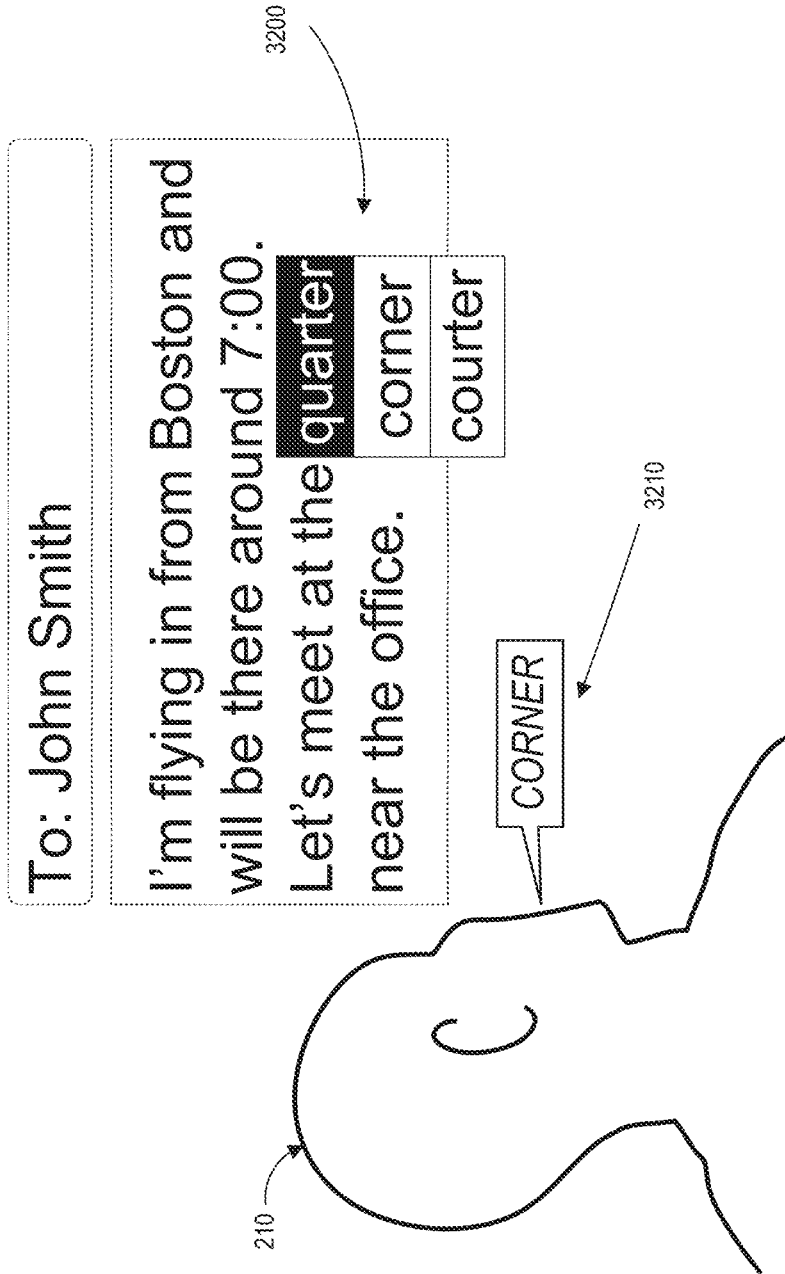 To: John Smith
I'm flying in from Boston and
will be there around 7:00.
Let's meet at the quarter
near the office.
corner
courter
3200
CORNER
3210
210